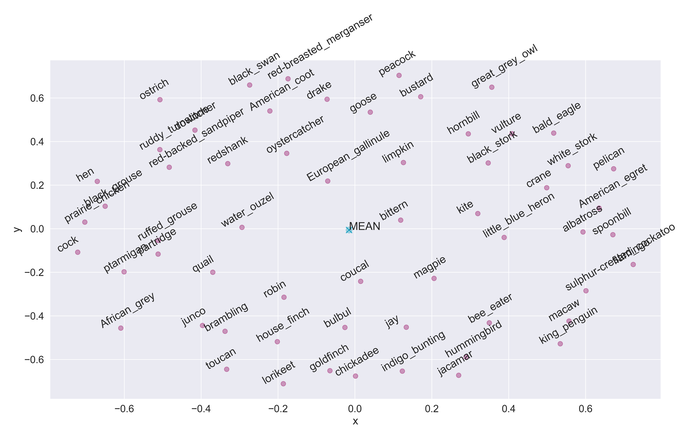 red-breasted_merganser
black_swan
peacock
great_grey_owl
ostrich
American_coot
drake
bustard
goose
dowitcher
ruddy_turnstone
red-backed_sandpiper
oystercatcher
redshank
hornbill
vulture
bald_eagle
black_stork
white_stork
European_gallinule
limpkin
pelican
crane
American_egret
hen
black_grouse
prairie_chicken
cock
ruffed_grouse
partridge
ptarmigan
water_ouzel
quail
bittern
MEAN
kite
little_blue_heron
albatross
spoonbill
flamingo
sulphur-crested_cockatoo
coucal
magpie
robin
African_grey
junco
brambling
house_finch
bulbul
jay
bee_eater
hummingbird
macaw
king_penguin
toucan
lorikeet
goldfinch
chickadee
indigo_bunting
jacamar
y
0.6
0.4
0.2
0.0
−0.2
−0.4
−0.6
−0.6
−0.4
−0.2
0.0
0.2
0.4
0.6
x